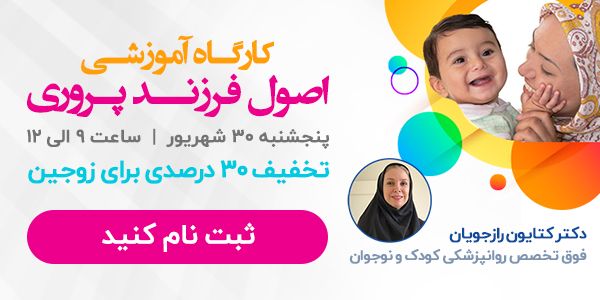 کارگاه آموزشی
اصول فرزند پروری
پنجشنبه ۳۰ شهریور | ساعت ۹ الی ۱۲
تخفیف ۳۰ درصدی برای زوجین
ثبت نام کنید
دکتر کتایون رازجویان
فوق تخصص روانپزشکی کودک و نوجوان